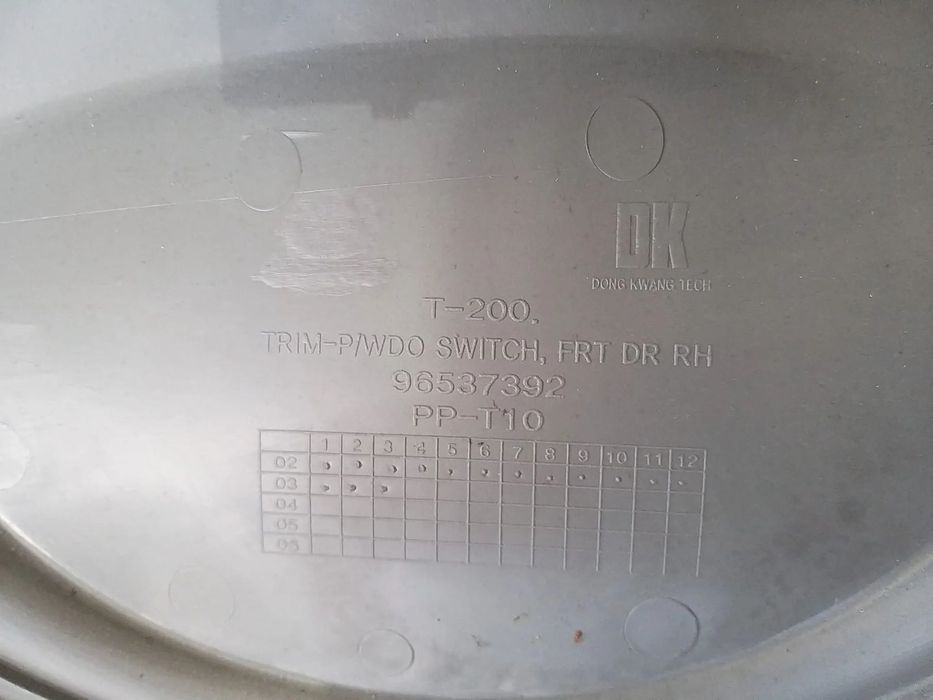 DK
DONG KWANG TECH
T-200.
TRIM-P/WDO SWITCH, FRT DR RH
96537392
PP-T10
1 2 3 4 5 6 7 8 9 10 11 12
02
03
04
05
06